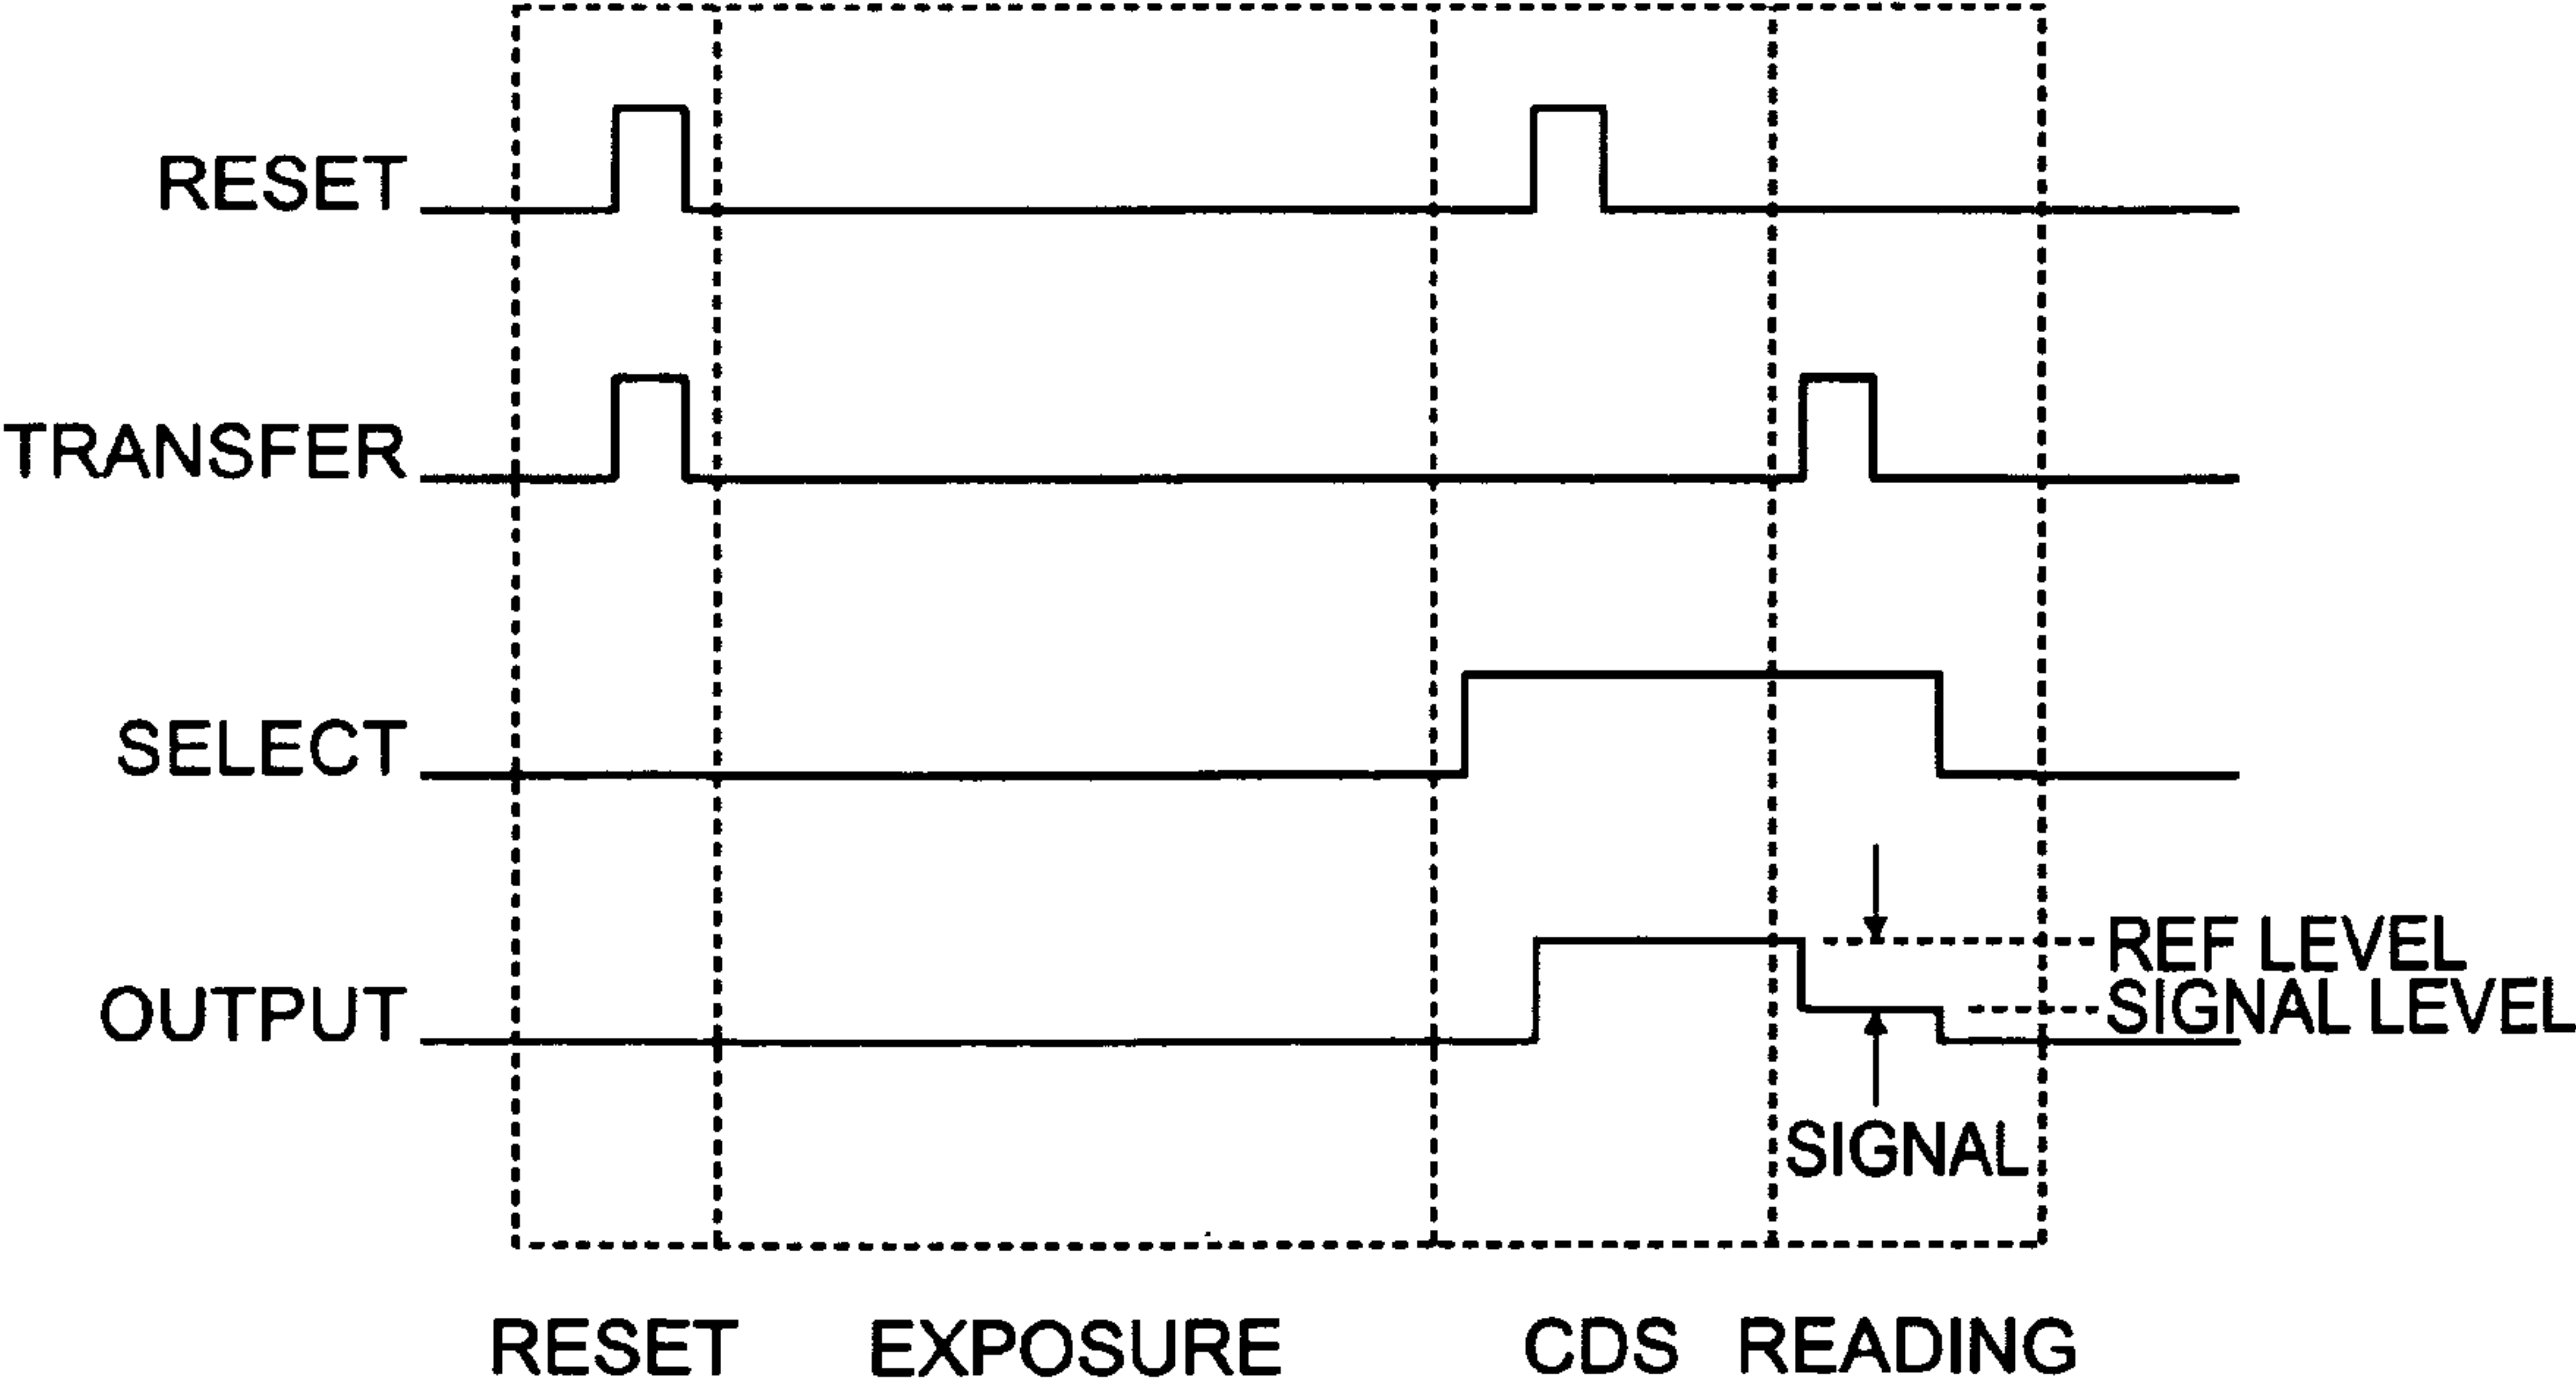 RESET
TRANSFER
SELECT
OUTPUT
REF LEVEL
SIGNAL LEVEL
SIGNAL
RESET EXPOSURE CDS READING